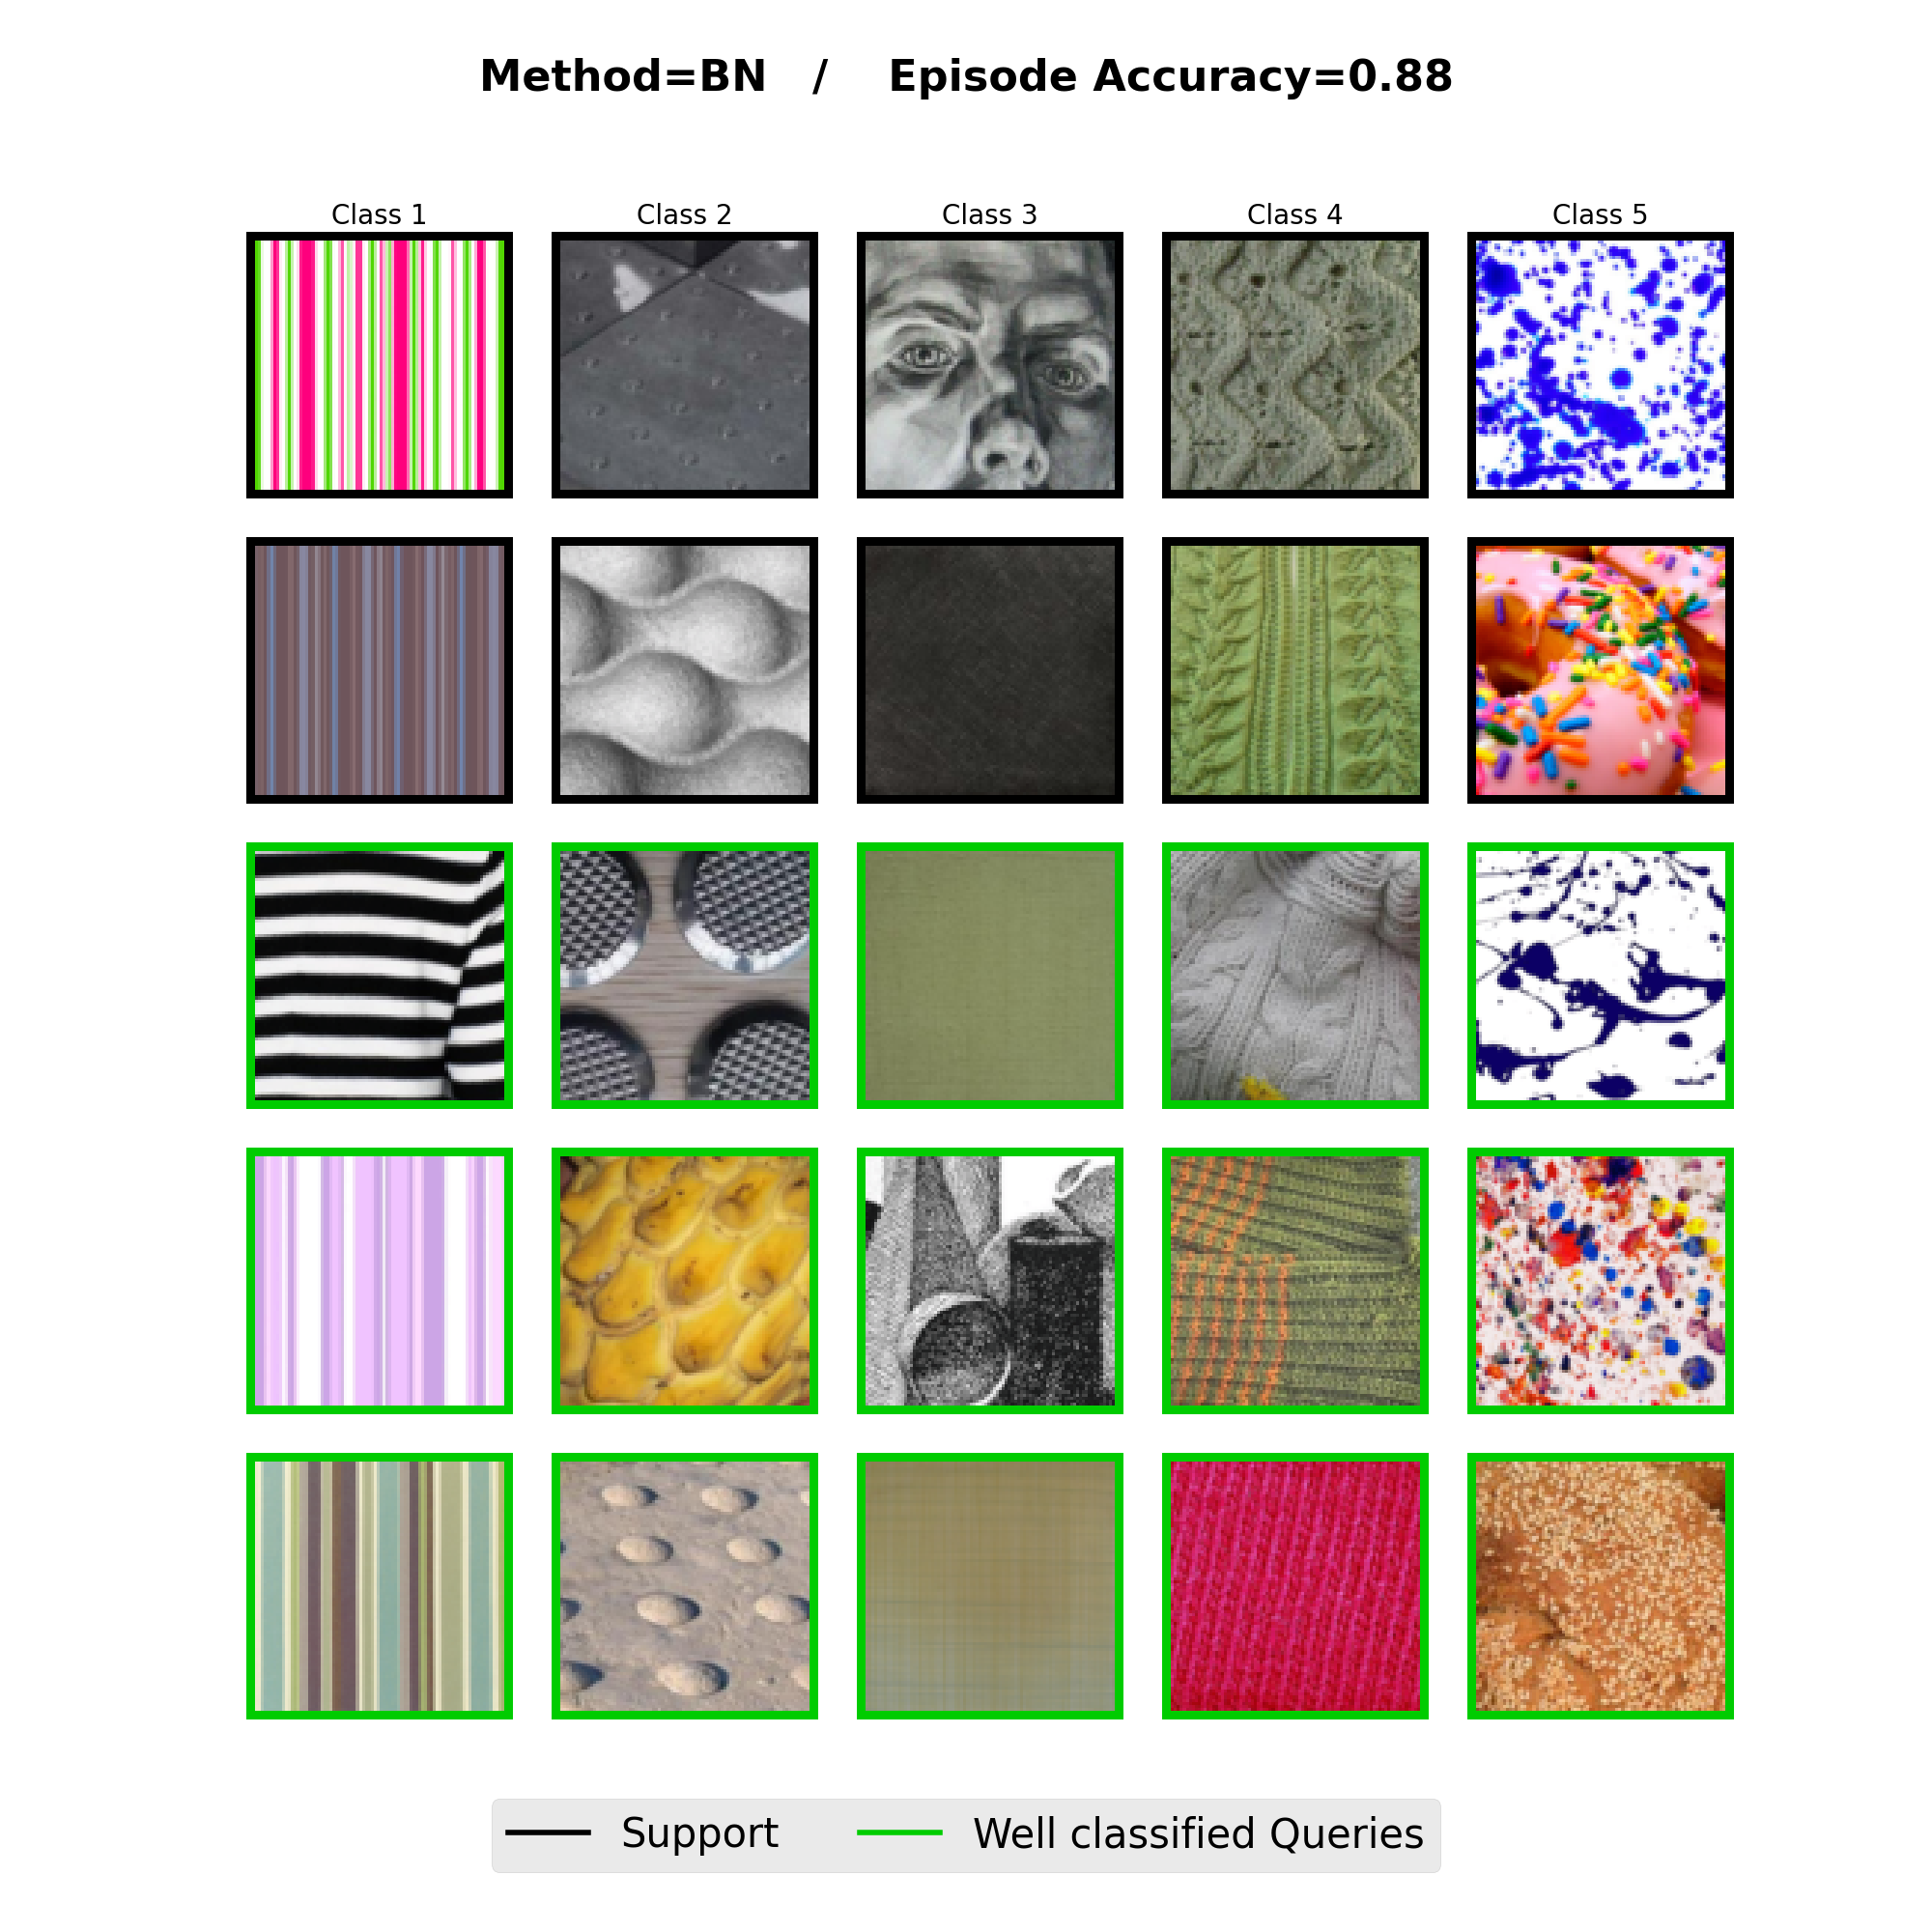 Method=BN / Episode Accuracy=0.88
Class 1 Class 2 Class 3 Class 4 Class 5
Support Well classified Queries